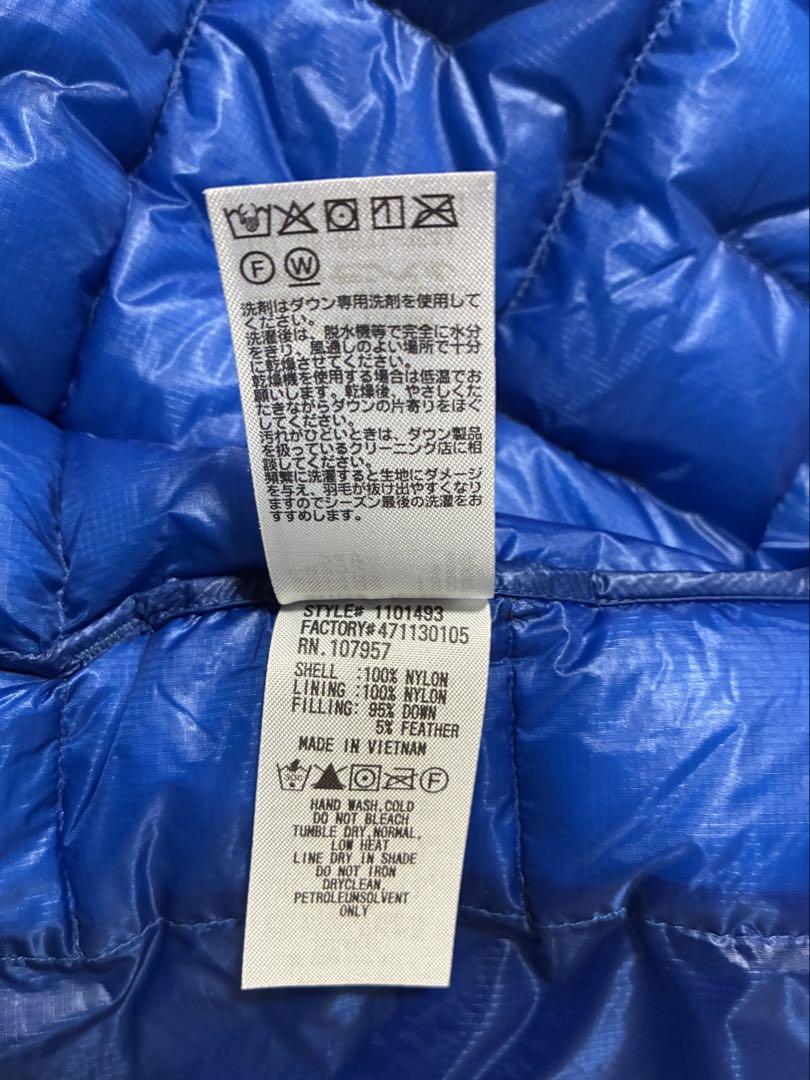 F W
洗剤はダウン専用洗剤を使用して
ください。
洗濯後は、脱水機等で完全に水分
をきり、風通しのよい場所で十分
に乾燥させてください。
乾燥機を使用する場合は低温でお
願いします。乾燥後、やさしくた
たきながらダウンの片寄りをほぐ
してください。
汚れがひどいときは、ダウン製品
を扱っているクリーニング店に相
談してください。
頻繁に洗濯すると生地にダメージ
を与え、羽毛が抜け出やすくなり
ますのでシーズン最後の洗濯をお
すすめします。
STYLE# 1101493
FACTORY#471130105
RN.107957
SHELL :100% NYLON
LINING :100% NYLON
FILLING: 95% DOWN
5% FEATHER
MADE IN VIETNAM
30C F
HAND WASH,COLD
DO NOT BLEACH
TUMBLE DRY,NORMAL,
LOW HEAT
LINE DRY IN SHADE
DO NOT IRON
DRYCLEAN,
PETROLEUMSOLVENT
ONLY